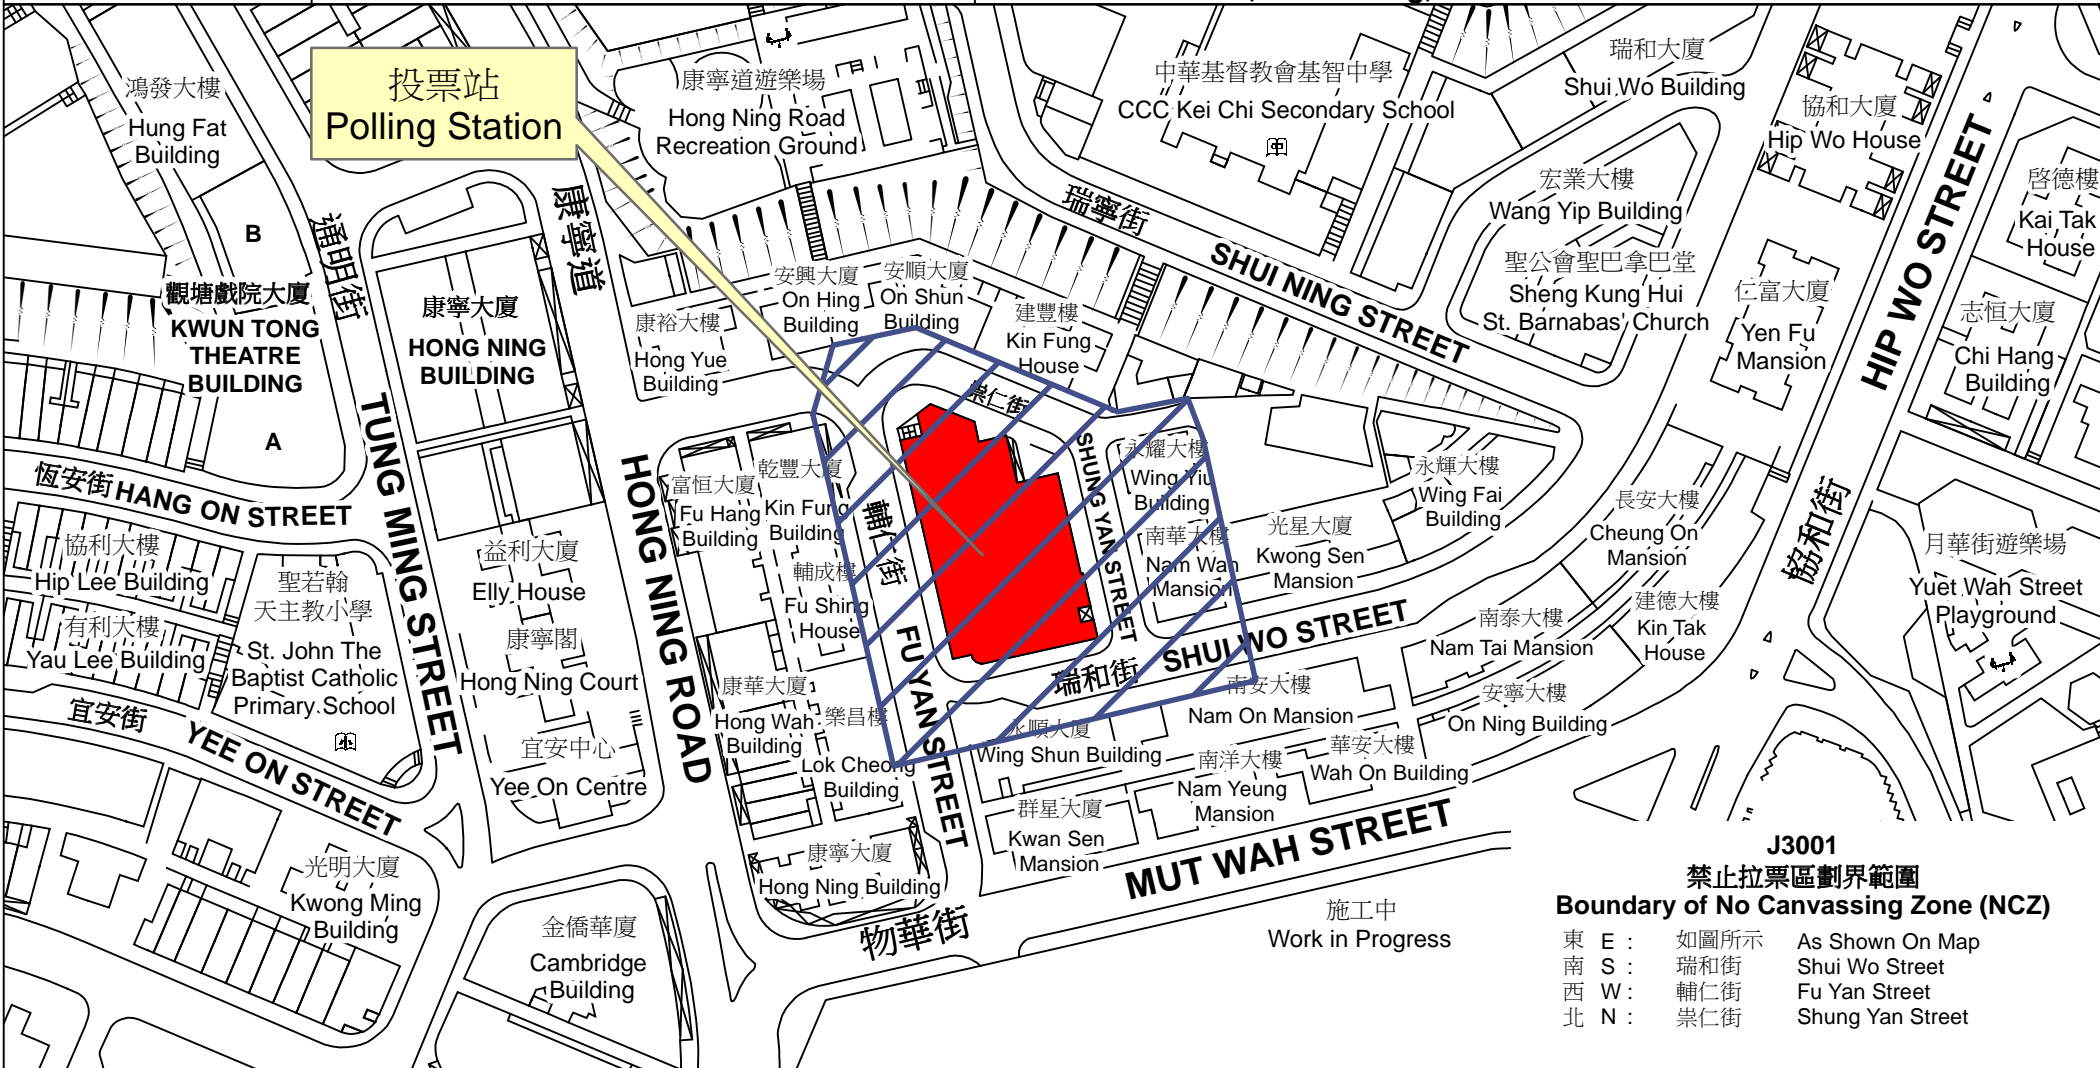 鴻發大樓
Hung Fat
Building
投票站
Polling Station
康寧道遊樂場
Hong Ning Road
Recreation Ground
中華基督教會基智中學
CCC Kei Chi Secondary School
瑞和大廈
Shui Wo Building
協和大廈
Hip Wo House
啓德樓
Kai Tak
House
宏業大樓
Wang Yip Building
聖公會聖巴拿巴堂
Sheng Kung Hui
St. Barnabas' Church
仁富大廈
Yen Fu
Mansion
志恒大廈
Chi Hang
Building
HIP WO STREET
協和街
瑞寧街
SHUI NING STREET
B
觀塘戲院大廈
KWUN TONG
THEATRE
BUILDING
A
涌明街
TUNG MING STREET
康寧大廈
HONG NING
BUILDING
康寧道
HONG NING ROAD
康裕大樓
Hong Yue
Building
安興大廈
On Hing
Building
安順大廈
On Shun
Building
建豐樓
Kin Fung
House
崇仁街
SHUNG YAN STREET
恆安街 HANG ON STREET
協利大樓
Hip Lee Building
有利大樓
Yau Lee Building
聖若翰
天主教小學
St. John The
Baptist Catholic
Primary School
宜安街
YEE ON STREET
益利大廈
Elly House
康寧閣
Hong Ning Court
宜安中心
Yee On Centre
富恒大廈
Fu Hang
Building
乾豐大廈
Kin Fung
Building
輔成樓
Fu Shing
House
輔仁街
FU YAN STREET
康華大廈
Hong Wah
Building
樂昌樓
Lok Cheong
Building
康寧大廈
Hong Ning Building
永耀大樓
Wing Yiu
Building
南華大樓
Nam Wah
Mansion
光星大廈
Kwong Sen
Mansion
永輝大樓
Wing Fai
Building
長安大樓
Cheung On
Mansion
建德大樓
Kin Tak
House
月華街遊樂場
Yuet Wah Street
Playground
瑞和街
SHUI WO STREET
南泰大樓
Nam Tai Mansion
安寧大樓
On Ning Building
南安大樓
Nam On Mansion
永順大廈
Wing Shun Building
南洋大樓
Nam Yeung
Mansion
華安大樓
Wah On Building
群星大廈
Kwan Sen
Mansion
物華街
MUT WAH STREET
施工中
Work in Progress
光明大廈
Kwong Ming
Building
金僑華廈
Cambridge
Building
J3001
禁止拉票區劃界範圍
Boundary of No Canvassing Zone (NCZ)
東 E : 如圖所示 As Shown On Map
南 S : 瑞和街 Shui Wo Street
西 W : 輔仁街 Fu Yan Street
北 N : 崇仁街 Shung Yan Street